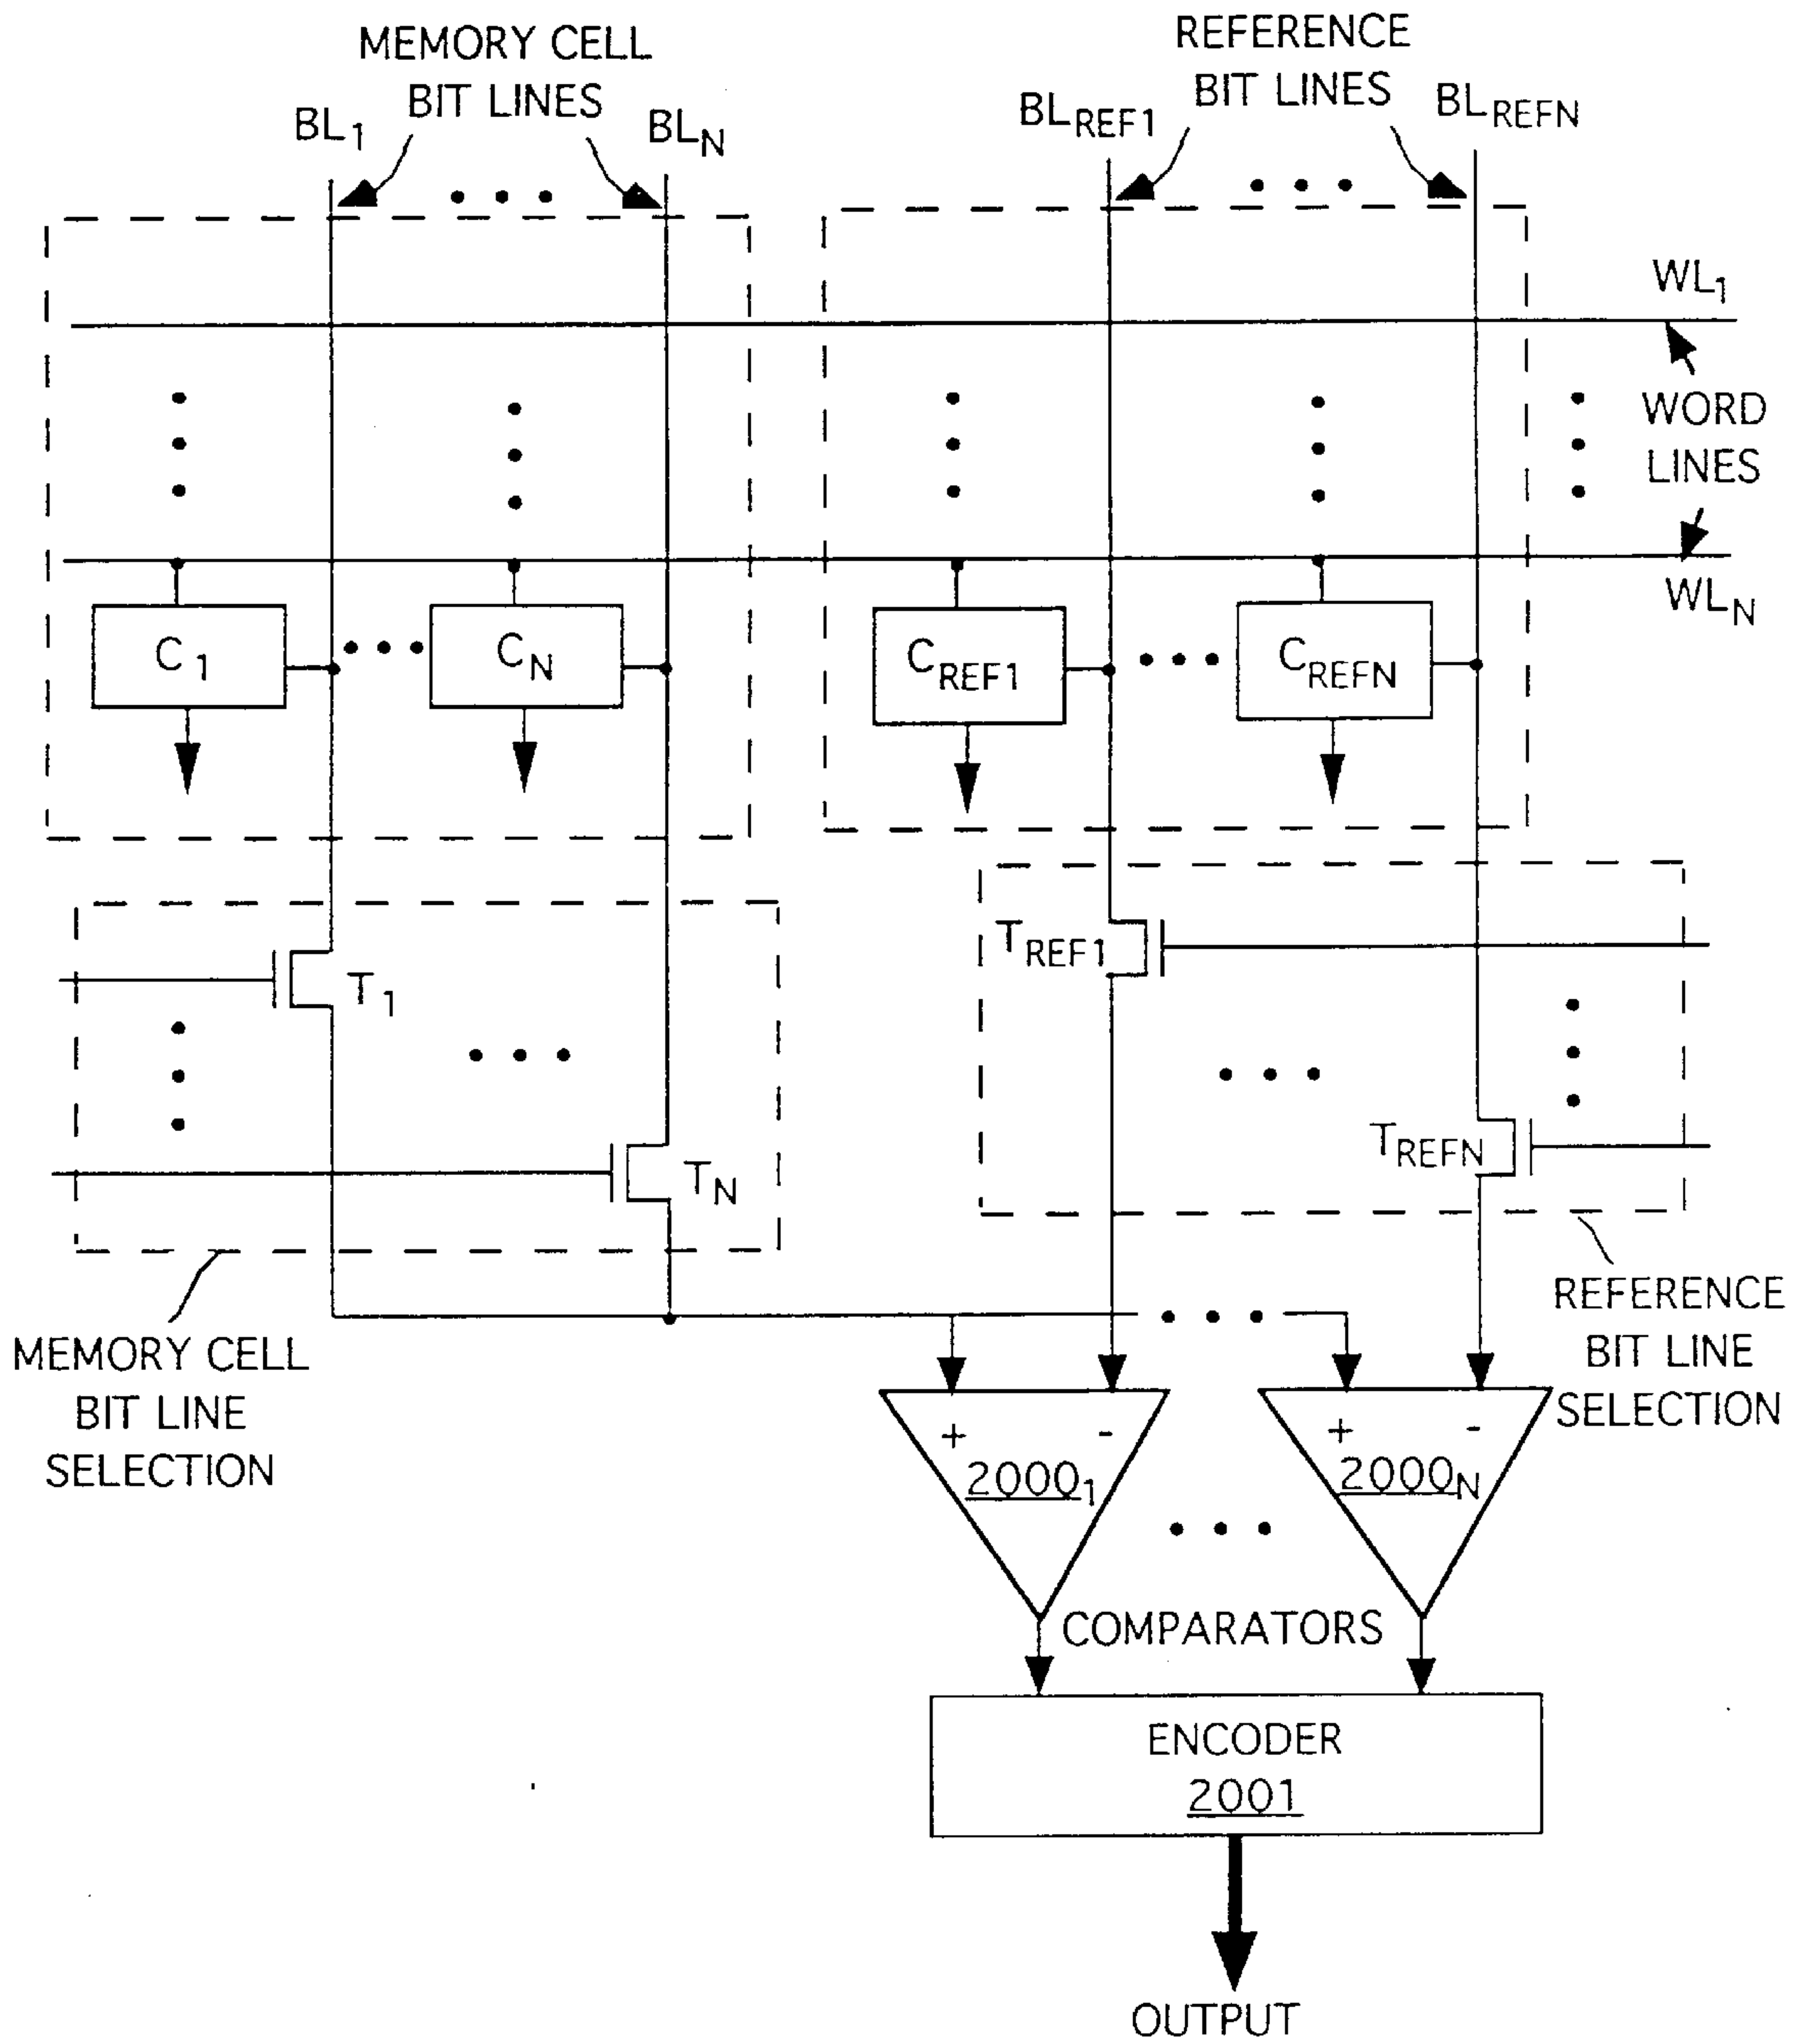 MEMORY CELL
BIT LINES
REFERENCE
BIT LINES
BL1
BLN
BLREF1
BLREFN
WL1
WORD
LINES
WLN
C1
CN
CREF1
CREFN
T1
TN
TREF1
TREFN
MEMORY CELL
BIT LINE
SELECTION
REFERENCE
BIT LINE
SELECTION
+ -
20001
+ -
2000N
COMPARATORS
ENCODER
2001
OUTPUT